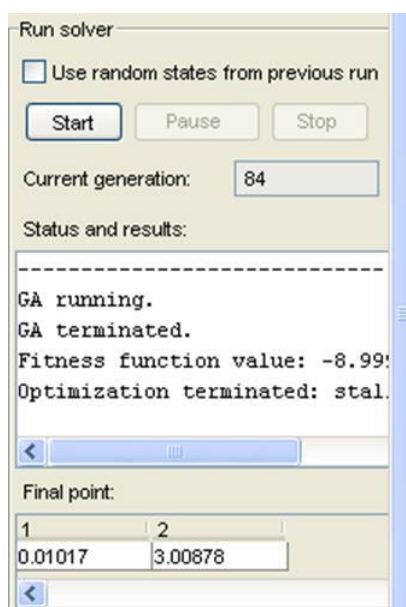 Run solver
Use random states from previous run
Start Pause Stop
Current generation: 84
Status and results:
-----------------------------
GA running.
GA terminated.
Fitness function value: -8.999
Optimization terminated: stal
Final point:
1 2
0.01017 3.00878